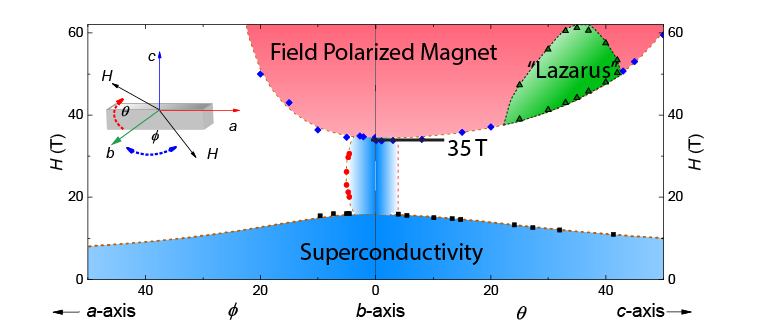 60
40
20
0
H (T)
Field Polarized Magnet
"Lazarus"
35 T
Superconductivity
c
H
θ
a
ϕ
b
H
60
40
20
0
H (T)
40
20
0
20
40
a-axis
ϕ
b-axis
θ
c-axis